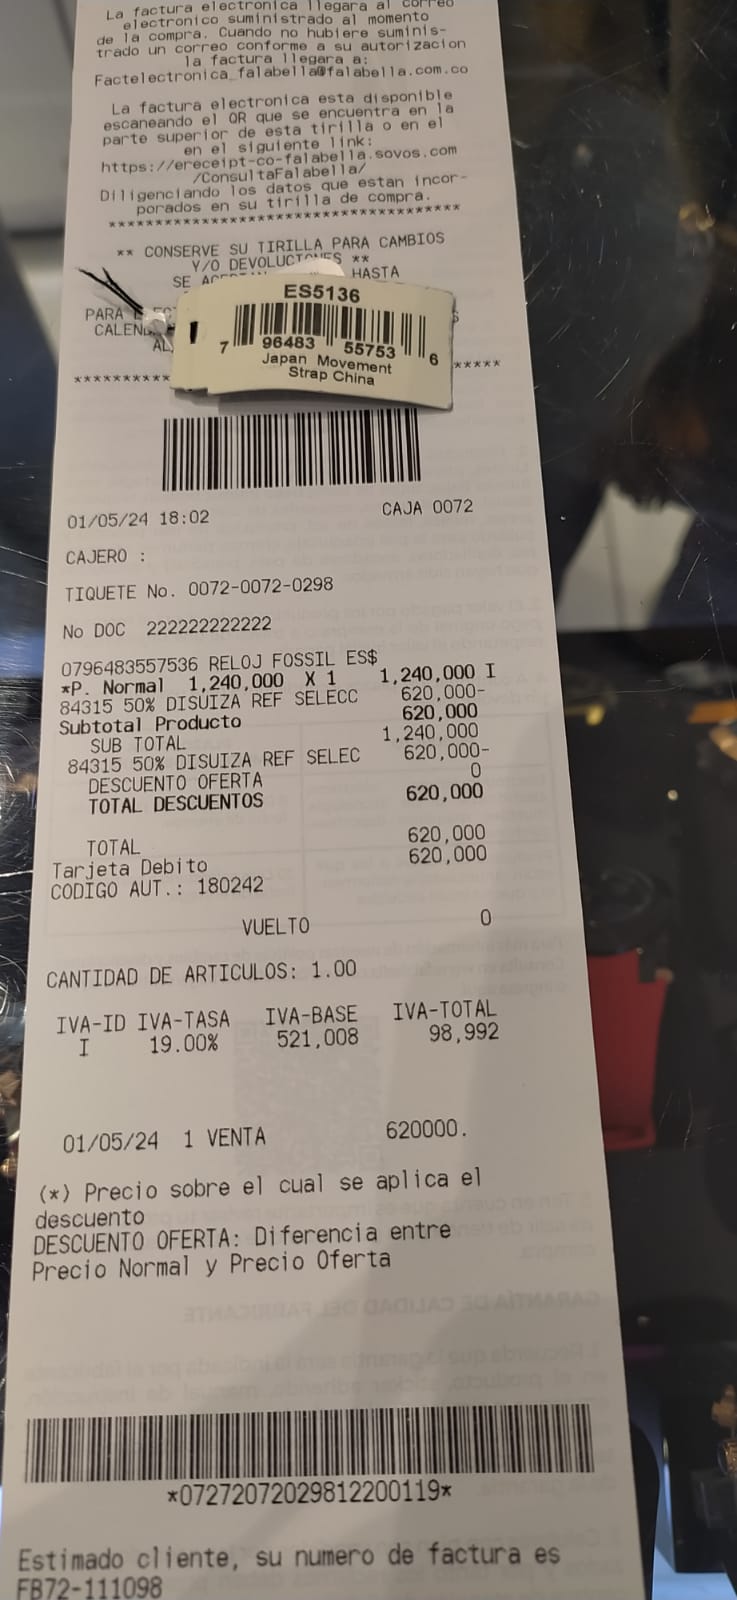 La factura electronica llegara al correo
electronico suministrado al momento
de la compra. Cuando no hubiere suminis-
trado un correo conforme a su autorizacion
la factura llegara a:
Factelectronica_falabella@falabella.com.co
La factura electronica esta disponible
escaneando el QR que se encuentra en la
parte superior de esta tirilla o en el
en el siguiente link:
https://ereceipt-co-falabella.sovos.com
/ConsultaFalabella/
Diligenciando los datos que estan incor-
porados en su tirilla de compra.
****************************************
** CONSERVE SU TIRILLA PARA CAMBIOS
Y/O DEVOLUCIONES **
SE HASTA
PARA
AL
ES5136
7 96483 55753 6
Japan Movement
Strap China
01/05/24 18:02 CAJA 0072
CAJERO :
TIQUETE No. 0072-0072-0298
No DOC 222222222222
0796483557536 RELOJ FOSSIL ES$
*P. Normal 1,240,000 X 1 1,240,000 I
84315 50% DISUIZA REF SELECC 620,000-
Subtotal Producto 620,000
SUB TOTAL 1,240,000
84315 50% DISUIZA REF SELEC 620,000-
DESCUENTO OFERTA 0
TOTAL DESCUENTOS 620,000
TOTAL 620,000
Tarjeta Debito 620,000
CODIGO AUT.: 180242
VUELTO 0
CANTIDAD DE ARTICULOS: 1.00
IVA-ID IVA-TASA IVA-BASE IVA-TOTAL
I 19.00% 521,008 98,992
01/05/24 1 VENTA 620000.
(*) Precio sobre el cual se aplica el
descuento
DESCUENTO OFERTA: Diferencia entre
Precio Normal y Precio Oferta
*07272072029812200119*
Estimado cliente, su numero de factura es
FB72-111098